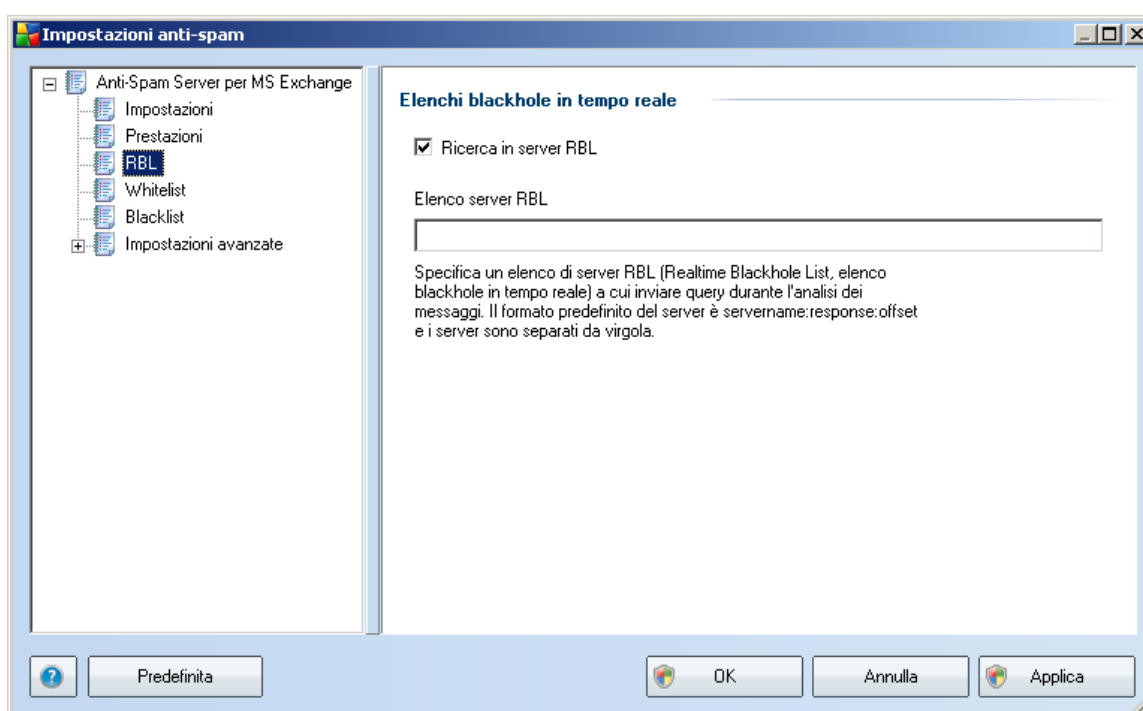 Impostazioni anti-spam
Anti-Spam Server per MS Exchange
Impostazioni
Prestazioni
RBL
Whitelist
Blacklist
Impostazioni avanzate
Elenchi blackhole in tempo reale
Ricerca in server RBL
Elenco server RBL
Specifica un elenco di server RBL (Realtime Blackhole List, elenco
blackhole in tempo reale) a cui inviare query durante l'analisi dei
messaggi. Il formato predefinito del server è servername:response:offset
e i server sono separati da virgola.
Predefinita
OK
Annulla
Applica